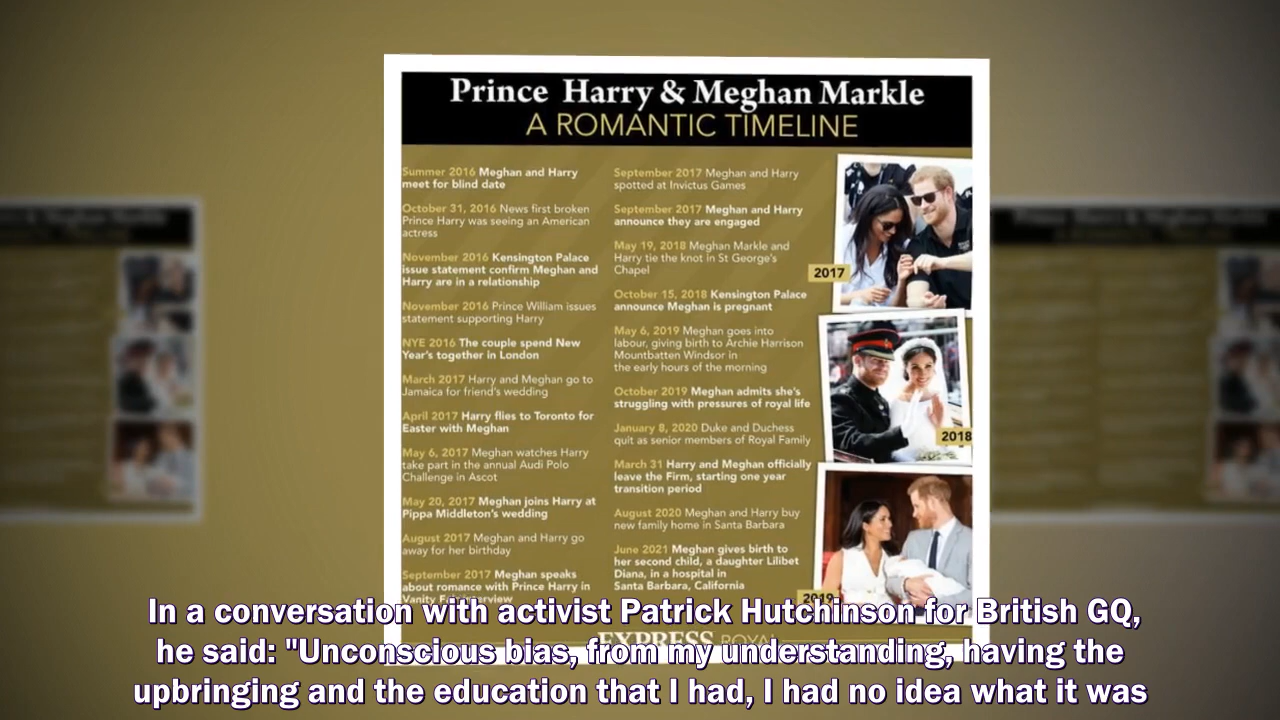 Prince Harry & Meghan Markle
A ROMANTIC TIMELINE
Summer 2016 Meghan and Harry
meet for blind date
October 31, 2016 News first broken
Prince Harry was seeing an American
actress
November 2016 Kensington Palace
issue statement confirm Meghan and
Harry are in a relationship
November 2016 Prince William issues
statement supporting Harry
NYE 2016 The couple spend New
Year's together in London
March 2017 Harry and Meghan go to
Jamaica for friend's wedding
April 2017 Harry flies to Toronto for
Easter with Meghan
May 6, 2017 Meghan watches Harry
take part in the annual Audi Polo
Challenge in Ascot
May 20, 2017 Meghan joins Harry at
Pippa Middleton's wedding
August 2017 Meghan and Harry go
away for her birthday
September 2017 Meghan speaks
about romance with Prince Harry in
Vanity Fair interview
September 2017 Meghan and Harry
spotted at Invictus Games
September 2017 Meghan and Harry
announce they are engaged
May 19, 2018 Meghan Markle and
Harry tie the knot in St George's
Chapel
October 15, 2018 Kensington Palace
announce Meghan is pregnant
May 6, 2019 Meghan goes into
labour, giving birth to Archie Harrison
Mountbatten Windsor in
the early hours of the morning
October 2019 Meghan admits she's
struggling with pressures of royal life
January 8, 2020 Duke and Duchess
quit as senior members of Royal Family
March 31 Harry and Meghan officially
leave the Firm, starting one year
transition period
August 2020 Meghan and Harry buy
new family home in Santa Barbara
June 2021 Meghan gives birth to
her second child, a daughter Lilibet
Diana, in a hospital in
Santa Barbara, California
2017
2018
2019
EXPRESS ROYAL
In a conversation with activist Patrick Hutchinson for British GQ,
he said: "Unconscious bias, from my understanding, having the
upbringing and the education that I had, I had no idea what it was